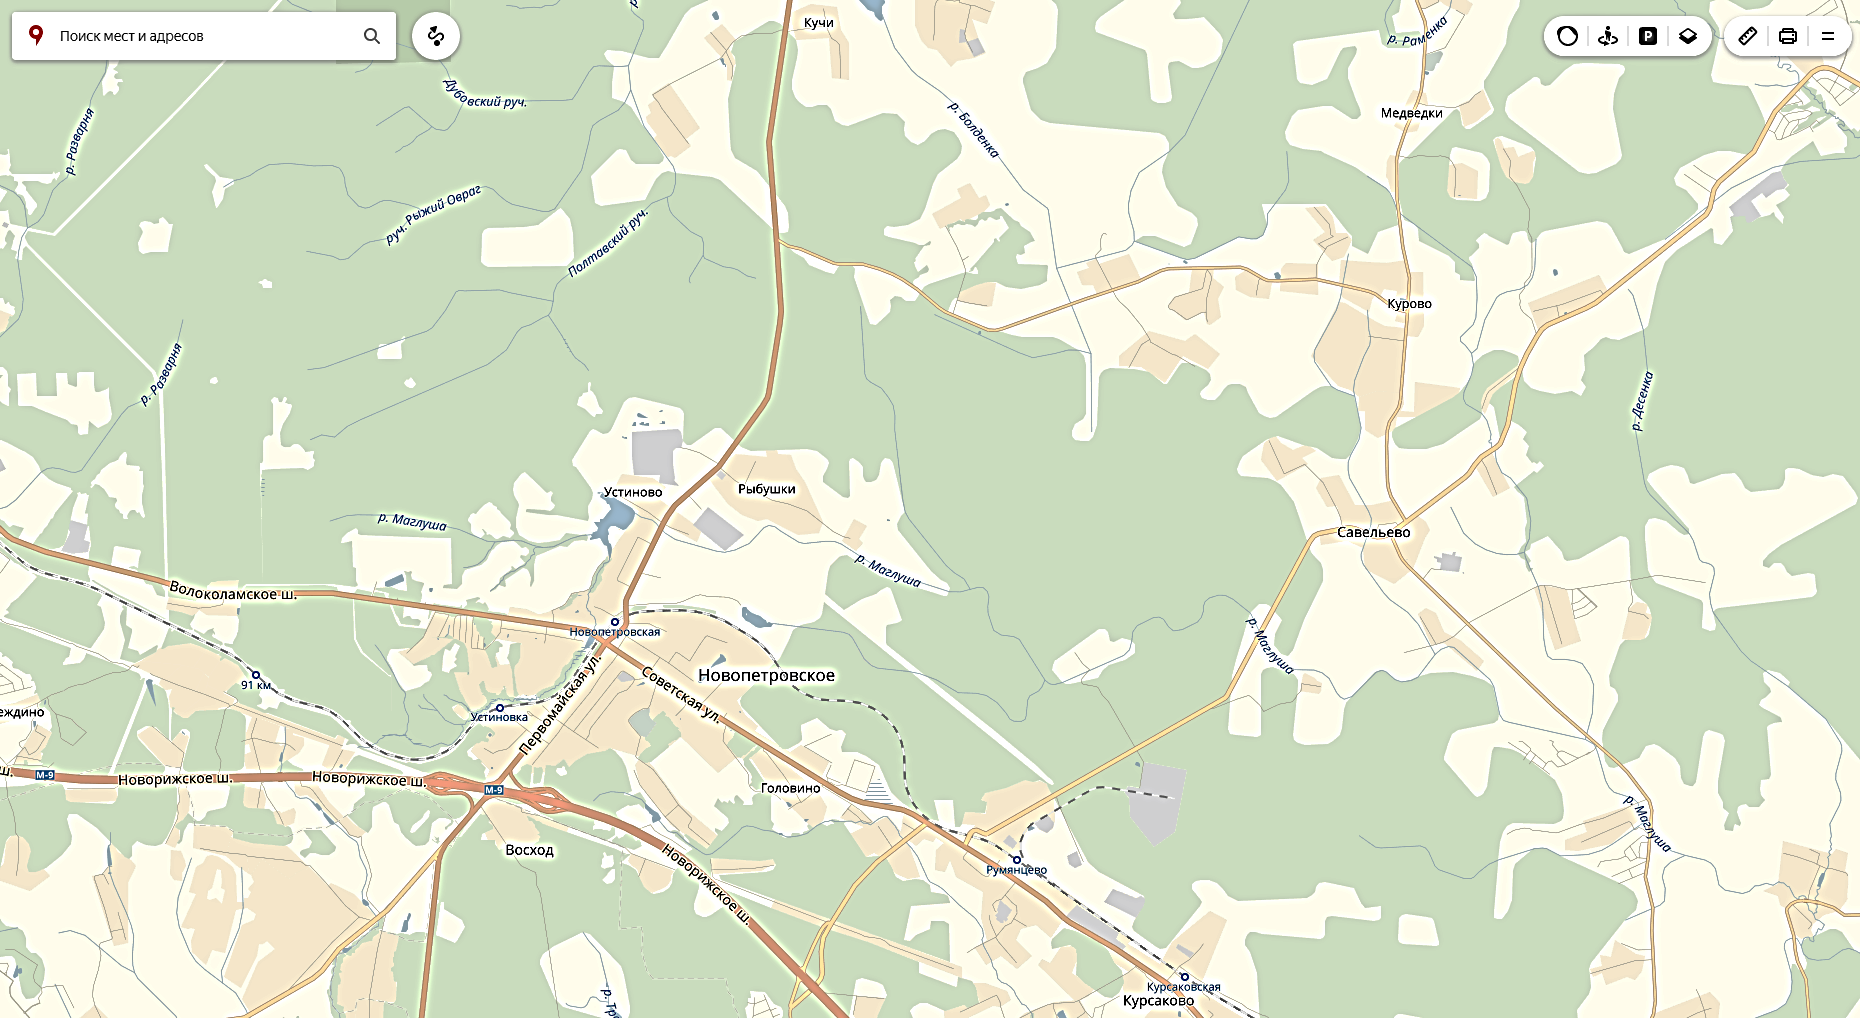 Поиск мест и адресов
Кучи
р. Раменка
P
Дубовский руч.
р. Разварня
р. Болденка
Медведки
руч. Рыжий Овраг
Полтавский руч.
Курово
р. Разварня
р. Десенка
Устиново
Рыбушки
р. Маглуша
Савельево
р. Маглуша
Волоколамское ш.
Новопетровская
р. Маглуша
91 км
Новопетровское
Советская ул.
Первомайская ул.
Устиновка
еждино
ш.
М-9
Новорижское ш.
Новорижское ш.
М-9
Головино
р. Маглуша
Восход
Новорижское ш.
Румянцево
Курсаковская
Курсаково
р. Тро